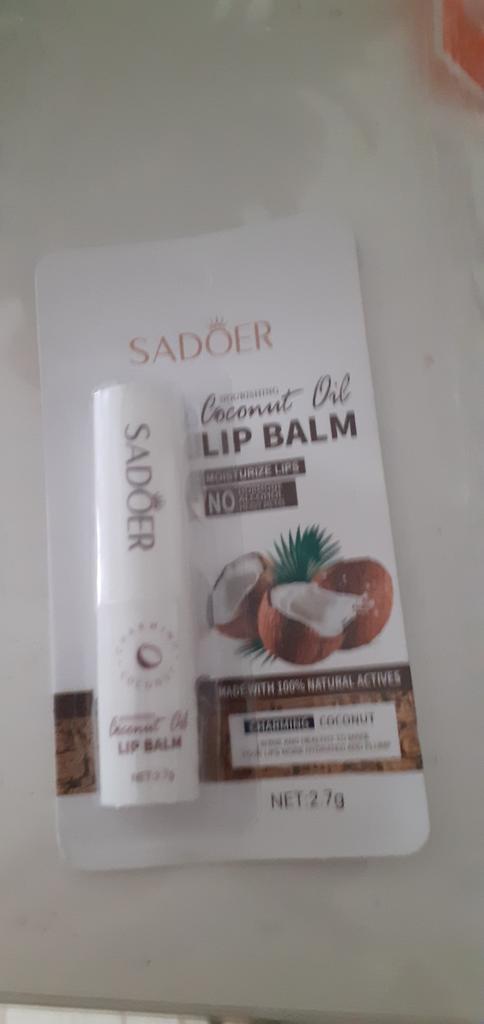 SADOER
NOURISHING
Coconut Oil
LIP BALM
MOISTURIZE LIPS
NO
ALCOHOL
MADE WITH 100% NATURAL ACTIVES
CHARMING COCONUT
NET:2.7g
SADOER
CHARMING COCONUT
Coconut Oil
LIP BALM
NET:2.7g